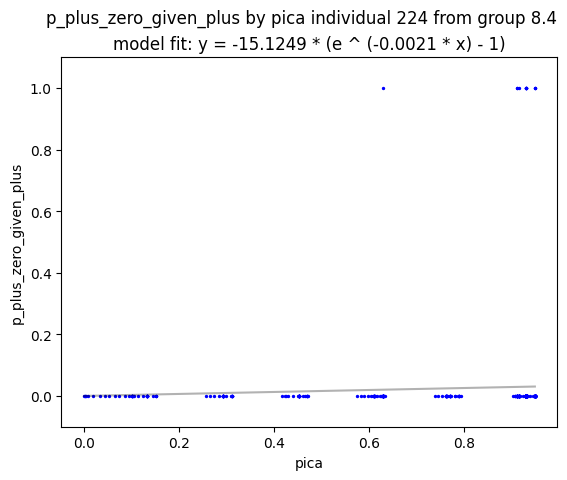 p_plus_zero_given_plus by pica individual 224 from group 8.4
model fit: y = -15.1249 * (e ^ (-0.0021 * x) - 1)
1.0
0.8
0.6
0.4
0.2
0.0
p_plus_zero_given_plus
0.0 0.2 0.4 0.6 0.8
pica